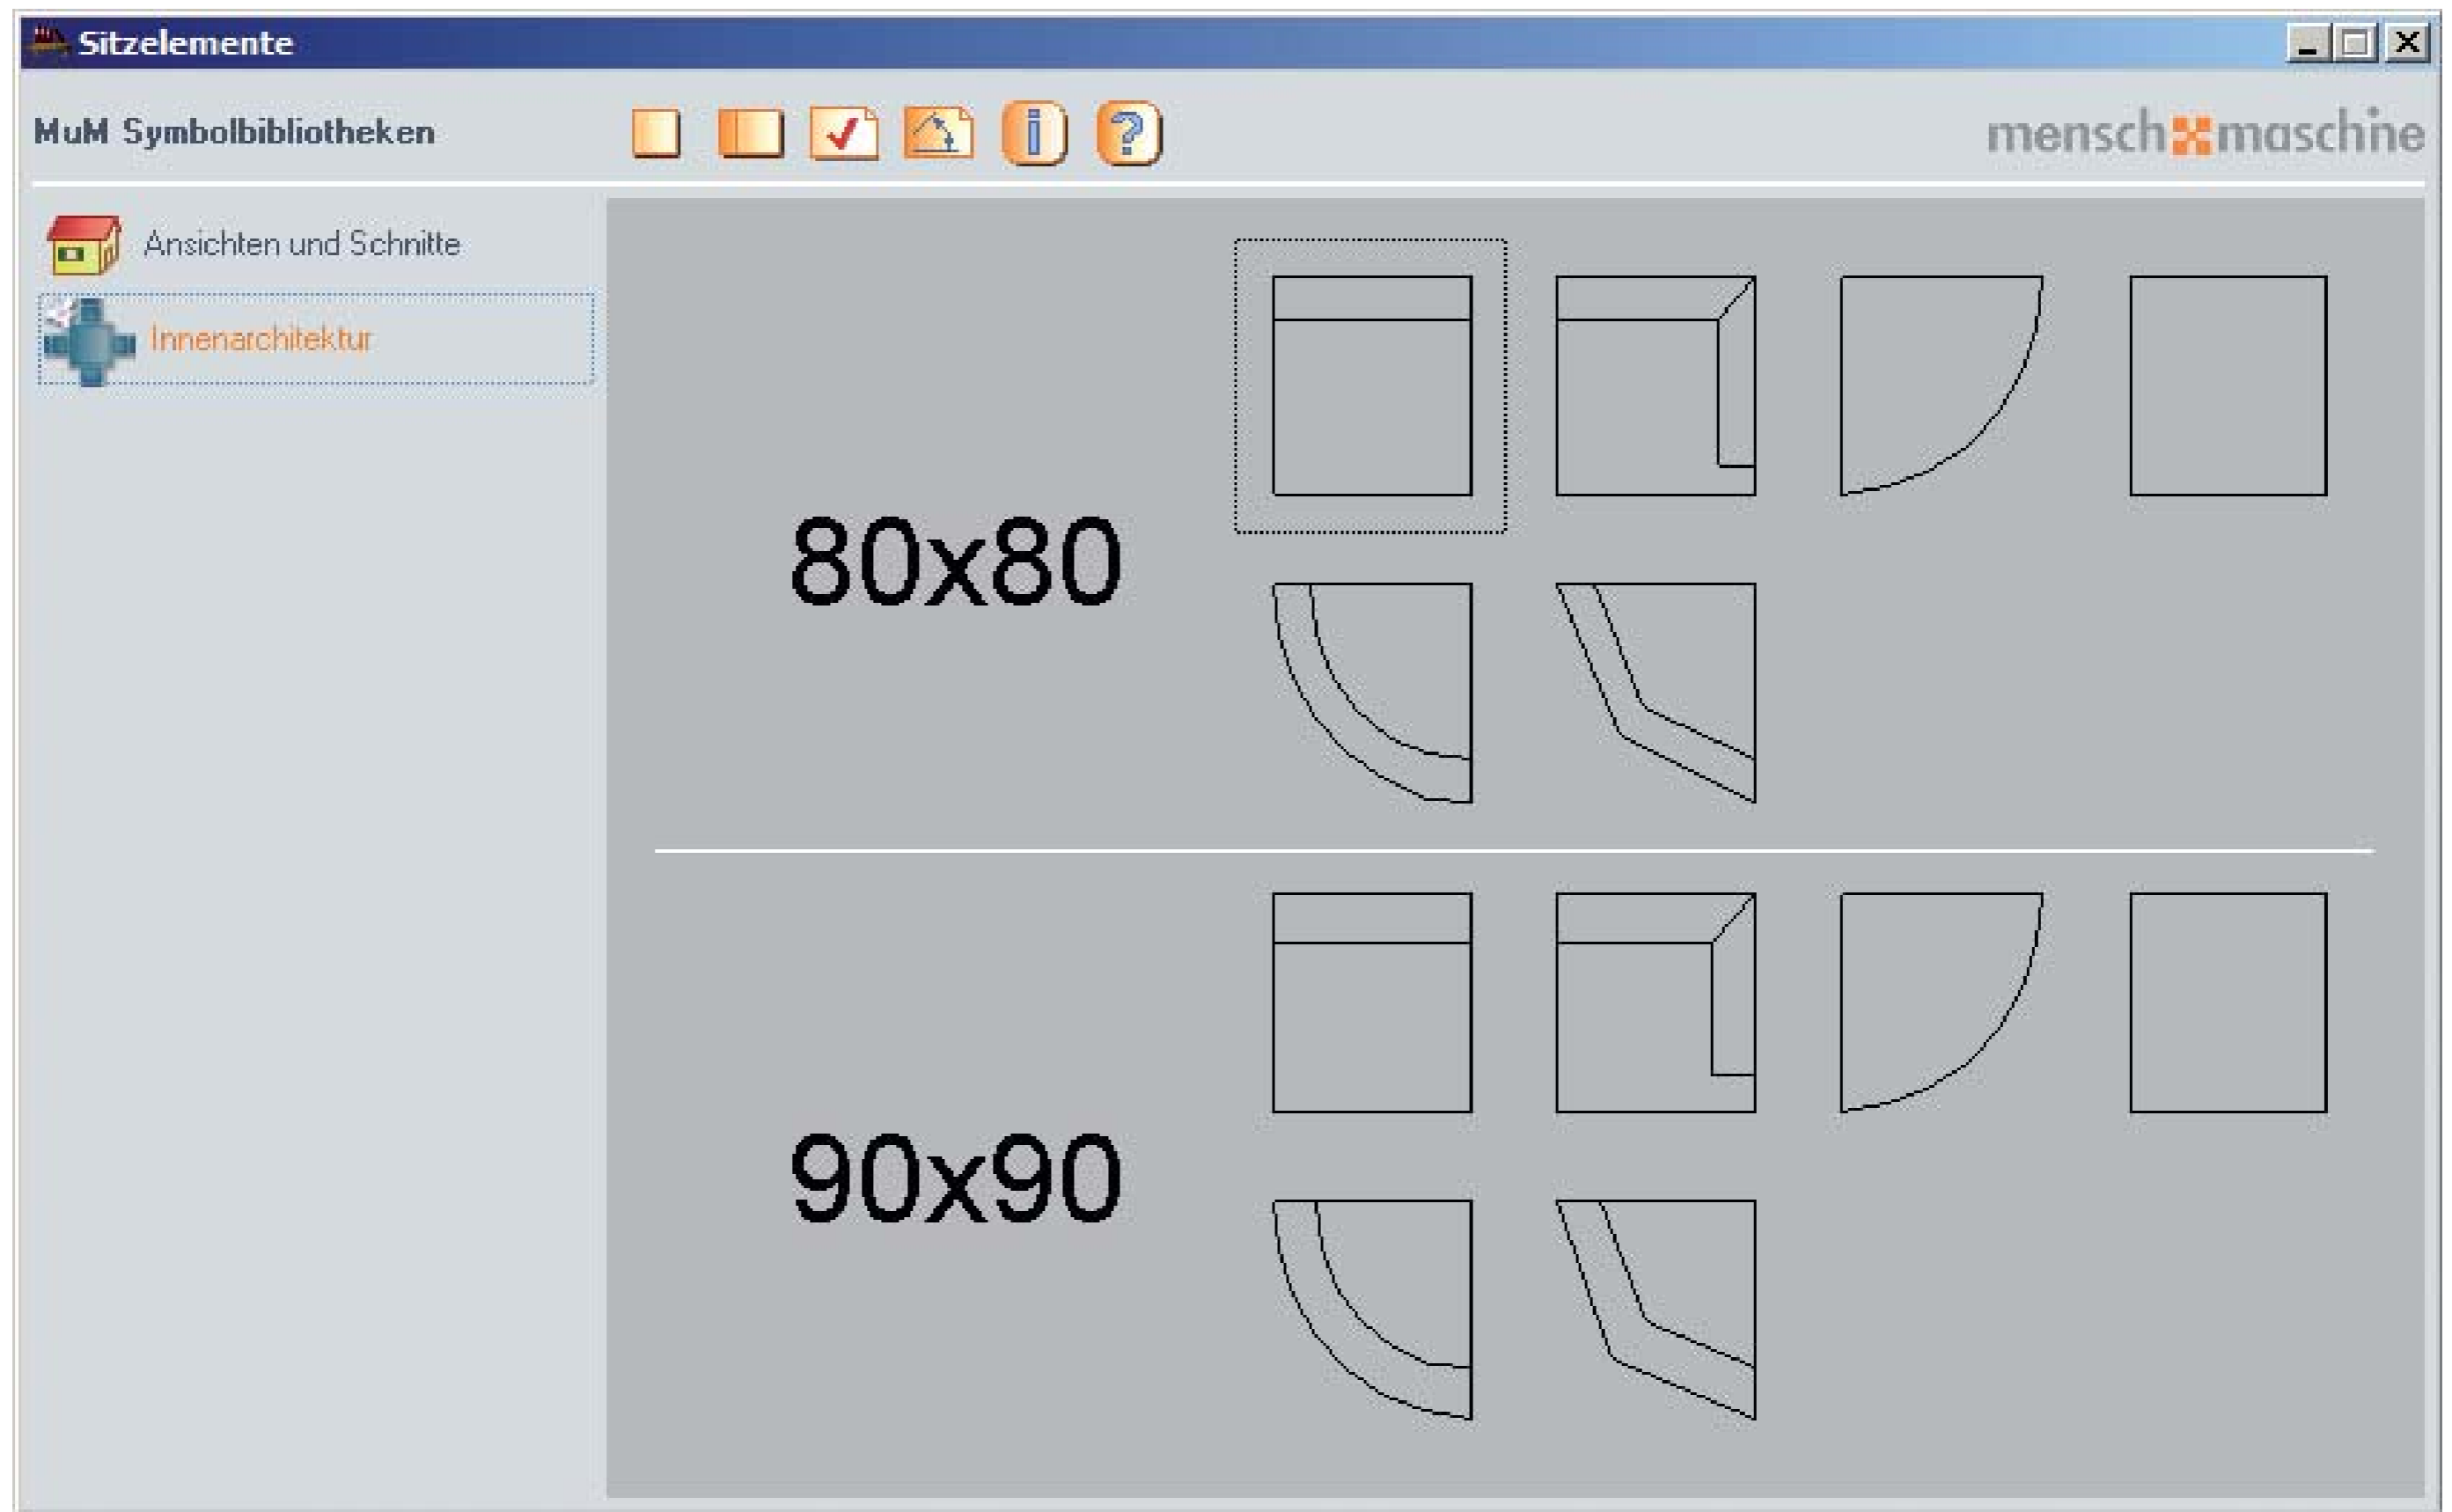 Sitzelemente
MuM Symbolbibliotheken
i
?
mensch maschine
Ansichten und Schnitte
Innenarchitektur
80x80
90x90